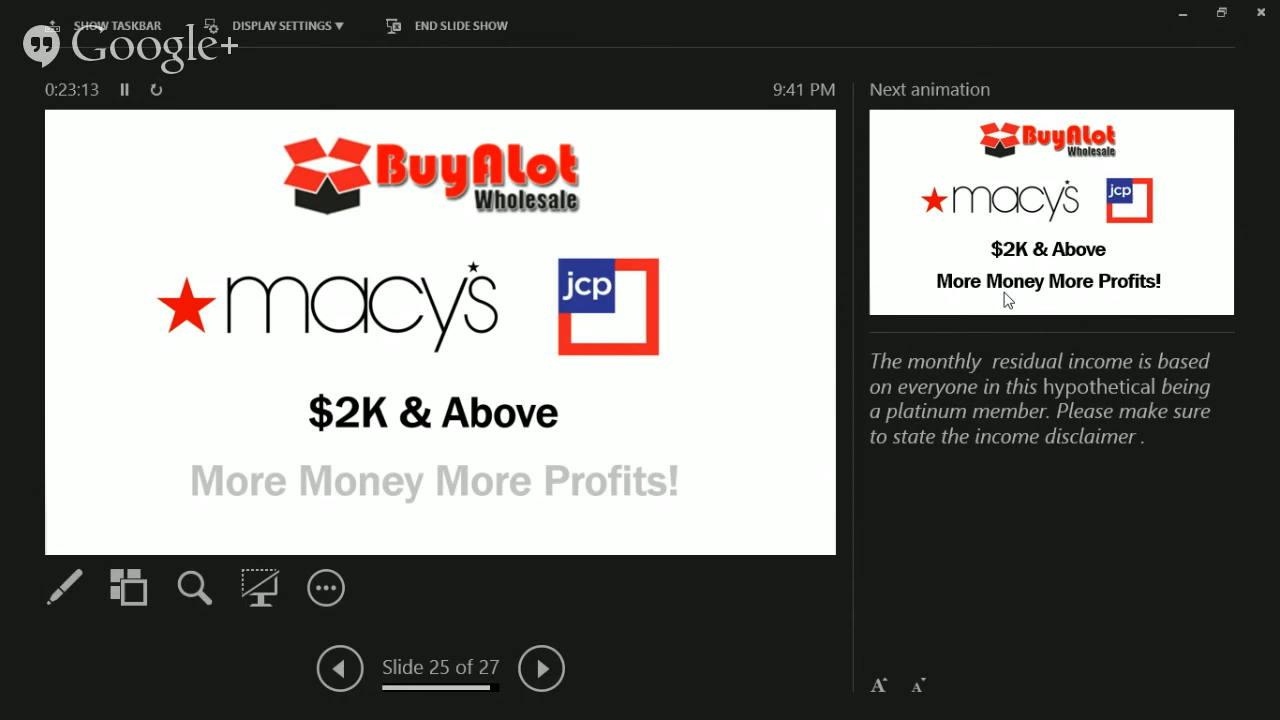 SHOW TASKBAR
DISPLAY SETTINGS
END SLIDE SHOW
Google+
0:23:13
9:41 PM
BuyALot
Wholesale
macy's
jcp
$2K & Above
More Money More Profits!
Slide 25 of 27
Next animation
BuyALot
Wholesale
macy's
jcp
$2K & Above
More Money More Profits!
The monthly residual income is based
on everyone in this hypothetical being
a platinum member. Please make sure
to state the income disclaimer .
A A